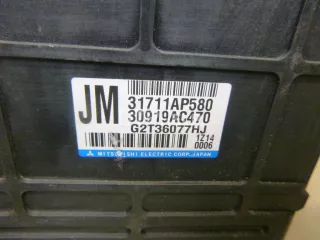 JM 31711AP580
30919AC470
G2T36077HJ
1Z14
0006
MITSUBISHI ELECTRIC CORP. JAPAN